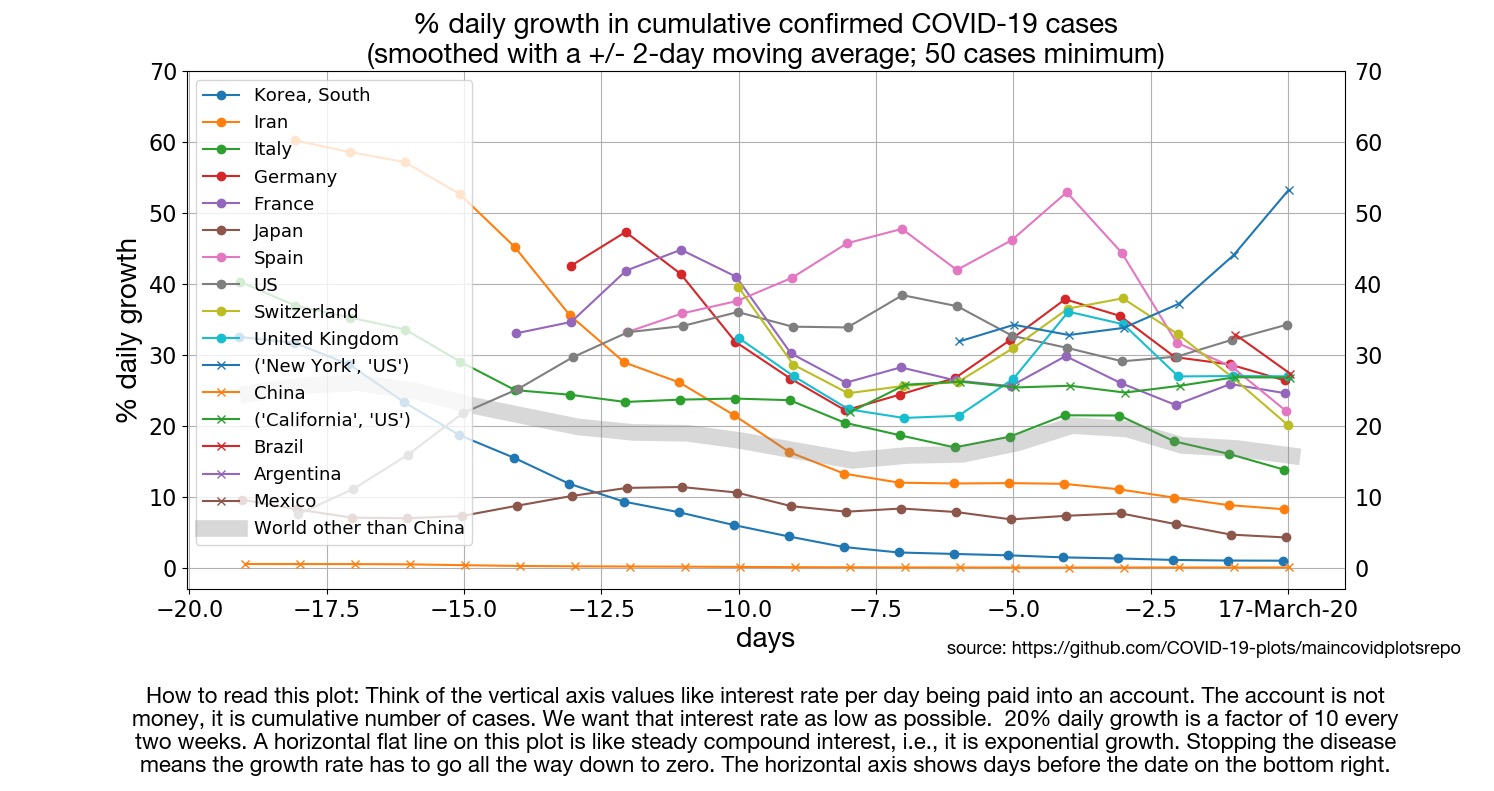 % daily growth in cumulative confirmed COVID-19 cases
(smoothed with a +/- 2-day moving average; 50 cases minimum)
70
60
50
40
30
20
10
0
% daily growth
Korea, South
Iran
Italy
Germany
France
Japan
Spain
US
Switzerland
United Kingdom
('New York', 'US')
China
('California', 'US')
Brazil
Argentina
Mexico
World other than China
70
60
50
40
30
20
10
0
−20.0 −17.5 −15.0 −12.5 −10.0 −7.5 −5.0 −2.5 17-March-20
days
source: https://github.com/COVID-19-plots/maincovidplotsrepo
How to read this plot: Think of the vertical axis values like interest rate per day being paid into an account. The account is not
money, it is cumulative number of cases. We want that interest rate as low as possible.  20% daily growth is a factor of 10 every
two weeks. A horizontal flat line on this plot is like steady compound interest, i.e., it is exponential growth. Stopping the disease
means the growth rate has to go all the way down to zero. The horizontal axis shows days before the date on the bottom right.